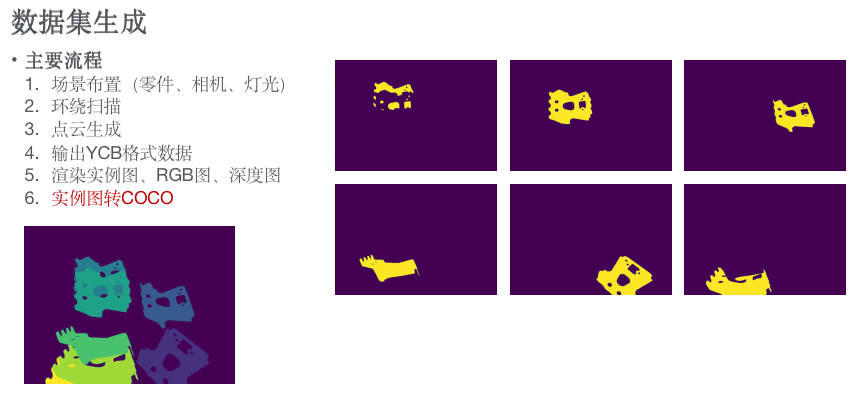 数据集生成
• 主要流程
1. 场景布置（零件、相机、灯光）
2. 环绕扫描
3. 点云生成
4. 输出YCB格式数据
5. 渲染实例图、RGB图、深度图
6. 实例图转COCO